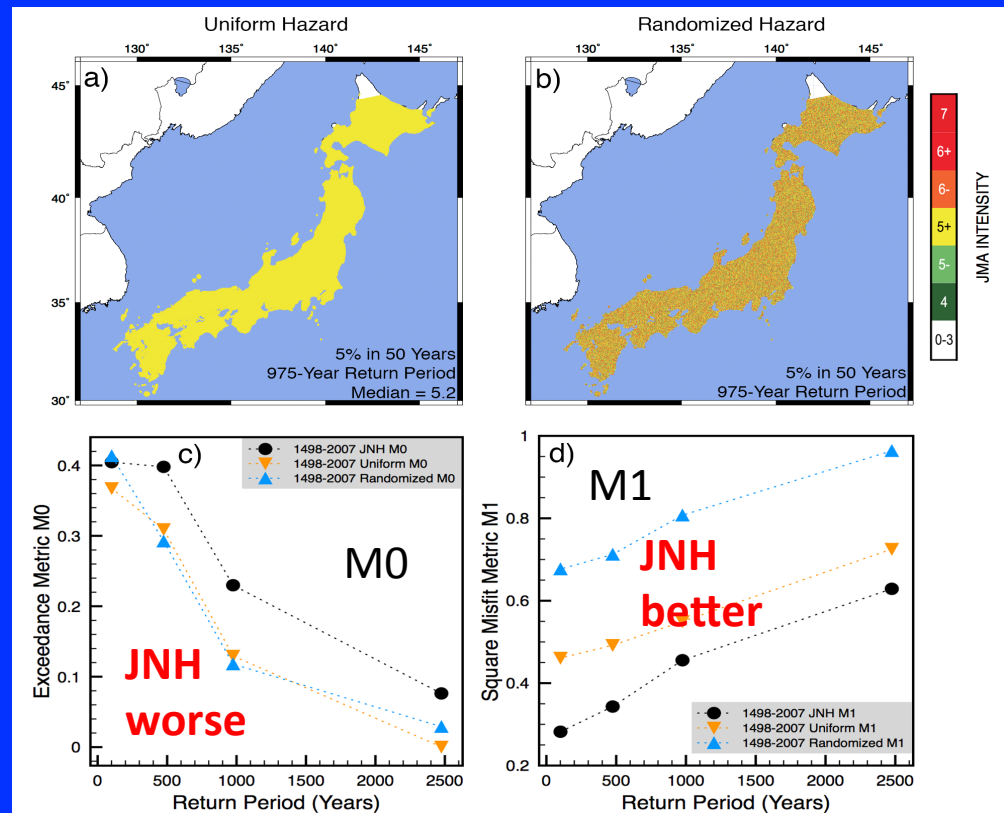 Uniform Hazard
130˚ 135˚ 140˚ 145˚
a)
45˚
40˚
35˚
30˚
5% in 50 Years
975-Year Return Period
Median = 5.2
Randomized Hazard
130˚ 135˚ 140˚ 145˚
b)
5% in 50 Years
975-Year Return Period
7
6+
6-
5+
5-
4
0-3
JMA INTENSITY
c)
1498-2007 JNH M0
1498-2007 Uniform M0
1498-2007 Randomized M0
M0
JNH
worse
Exceedance Metric M0
0.4
0.3
0.2
0.1
0
0 500 1000 1500 2000 2500
Return Period (Years)
d)
M1
JNH
better
1498-2007 JNH M1
1498-2007 Uniform M1
1498-2007 Randomized M1
Square Misfit Metric M1
1
0.8
0.6
0.4
0.2
0 500 1000 1500 2000 2500
Return Period (Years)